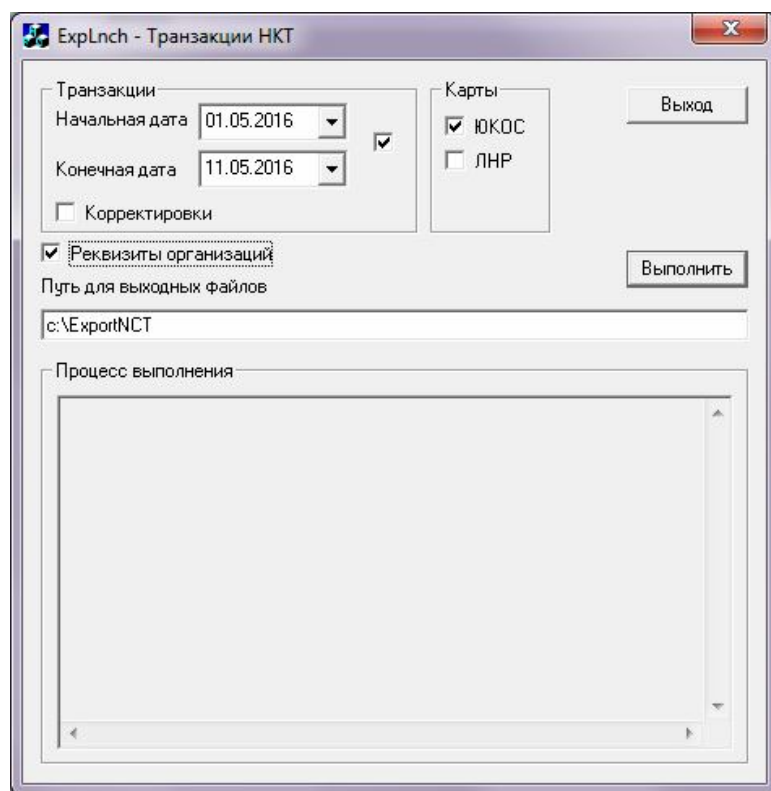 ExpLnch - Транзакции НКТ
Транзакции
Начальная дата 01.05.2016
Конечная дата 11.05.2016
Корректировки
Карты
ЮКОС
ЛНР
Выход
Реквизиты организаций
Выполнить
Путь для выходных файлов
c:\ExportNCT
Процесс выполнения